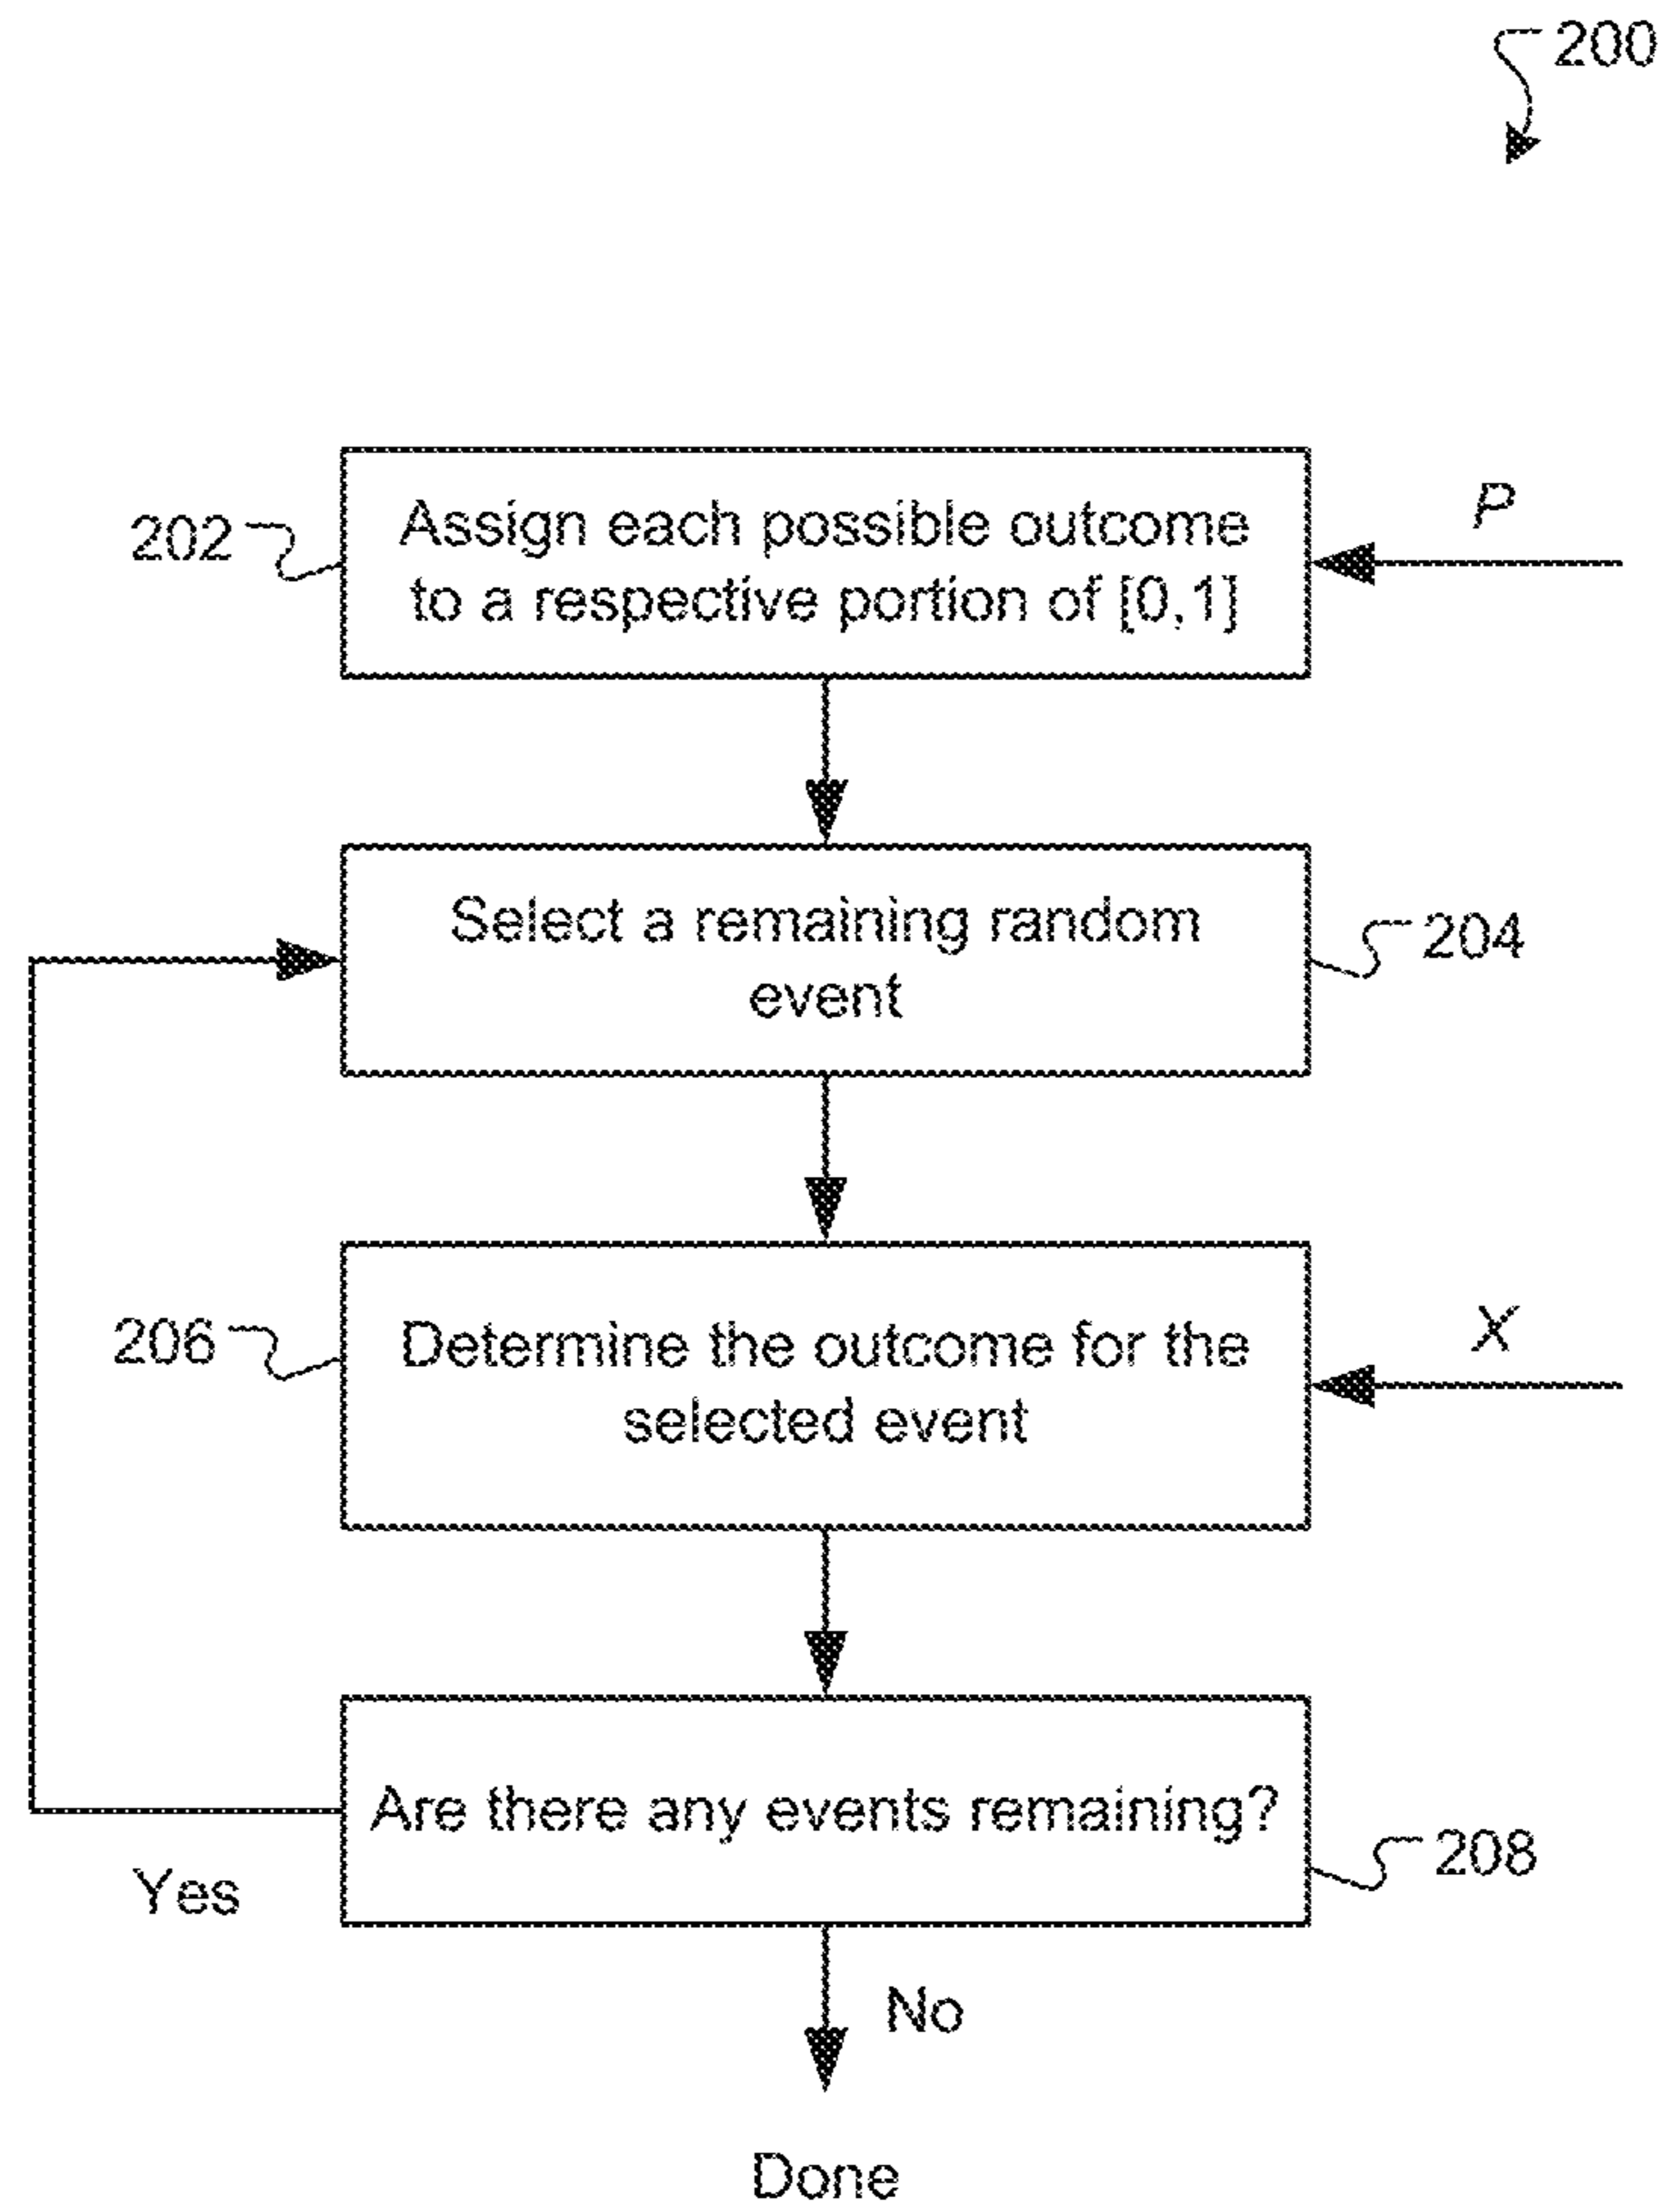 200
Assign each possible outcome
to a respective portion of [0,1]
202
P
Select a remaining random
event
204
Determine the outcome for the
selected event
206
X
Are there any events remaining?
208
Yes
No
Done